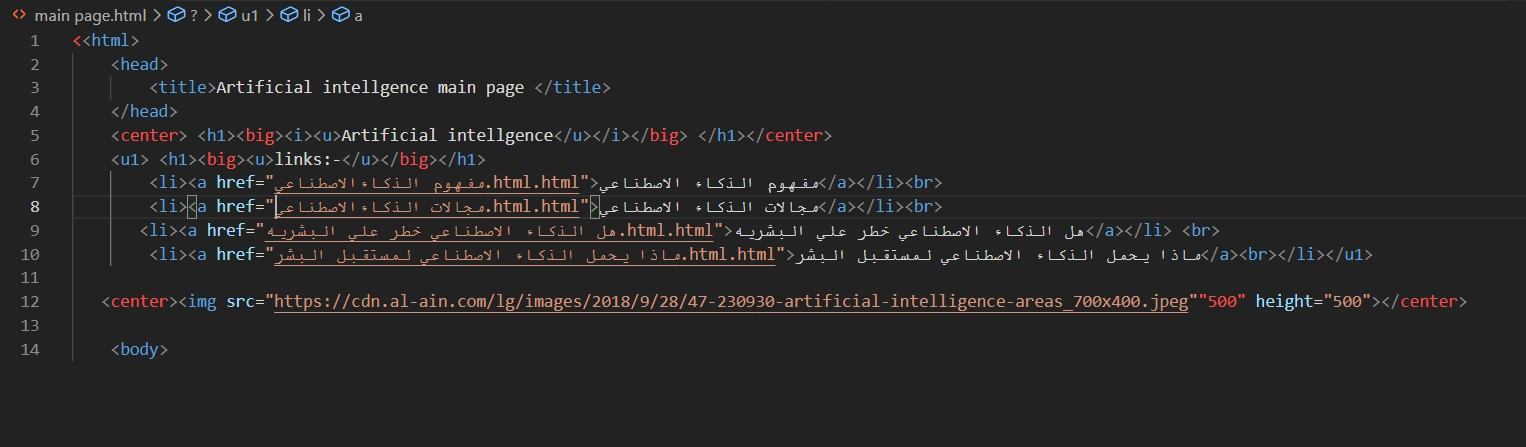 main page.html > ? > u1 > li > a
1 <<html>
2 <head>
3 <title>Artificial intellgence main page </title>
4 </head>
5 <center> <h1><big><i><u>Artificial intellgence</u></i></big> </h1></center>
6 <u1> <h1><big><u>links:-</u></big></h1>
7 <li><a href="مفهوم الذكاءالاصطناعي.html.html">مفهوم الذكاء الاصطناعي</a></li><br>
8 <li><a href="مجالات الذكاءالاصطناعي.html.html">مجالات الذكاء الاصطناعي</a></li><br>
9 <li><a href="هل الذكاء الاصطناعي خطر علي البشريه.html.html">هل الذكاء الاصطناعي خطر علي البشريه</a></li> <br>
10 <li><a href="ماذا يحمل الذكاء الاصطناعي لمستقبل البشر.html.html">ماذا يحمل الذكاء الاصطناعي لمستقبل البشر</a><br></li></u1>
11
12 <center><img src="https://cdn.al-ain.com/lg/images/2018/9/28/47-230930-artificial-intelligence-areas_700x400.jpeg""500" height="500"></center>
13
14 <body>